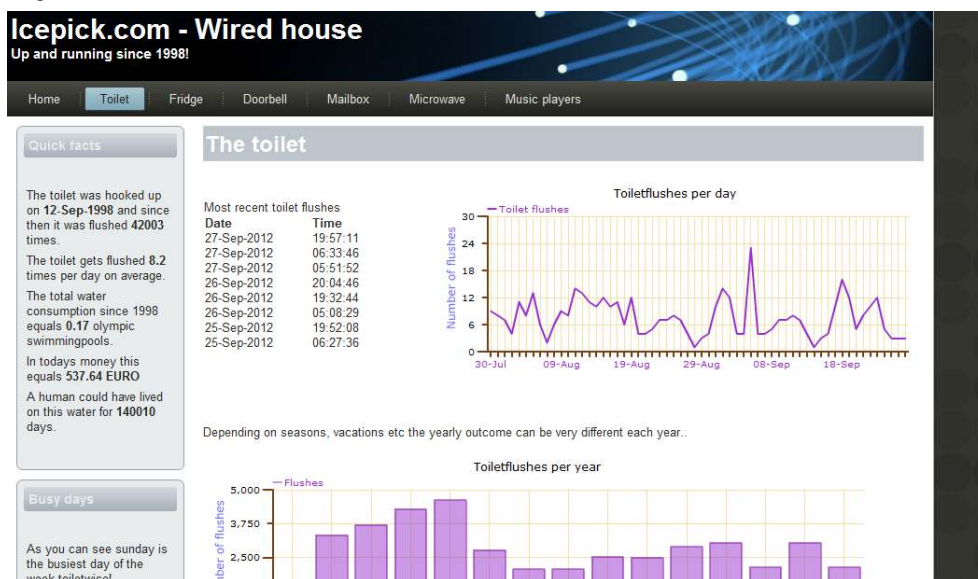 Icepick.com - Wired house
Up and running since 1998!
Home Toilet Fridge Doorbell Mailbox Microwave Music players
Quick facts
The toilet was hooked up
on 12-Sep-1998 and since
then it was flushed 42003
times.
The toilet gets flushed 8.2
times per day on average.
The total water
consumption since 1998
equals 0.17 olympic
swimmingpools.
In todays money this
equals 537.64 EURO
A human could have lived
on this water for 140010
days.
Busy days
As you can see sunday is
the busiest day of the
week toiletwise!
The toilet
Most recent toilet flushes
Date Time
27-Sep-2012 19:57:11
27-Sep-2012 06:33:46
27-Sep-2012 05:51:52
26-Sep-2012 20:04:46
26-Sep-2012 19:32:44
26-Sep-2012 05:08:29
25-Sep-2012 19:52:08
25-Sep-2012 06:27:36
Toiletflushes per day
Toilet flushes
Number of flushes
30
24
18
12
6
0
30-Jul 09-Aug 19-Aug 29-Aug 08-Sep 18-Sep
Depending on seasons, vacations etc the yearly outcome can be very different each year..
Toiletflushes per year
Flushes
of flushes
5,000
3,750
2,500